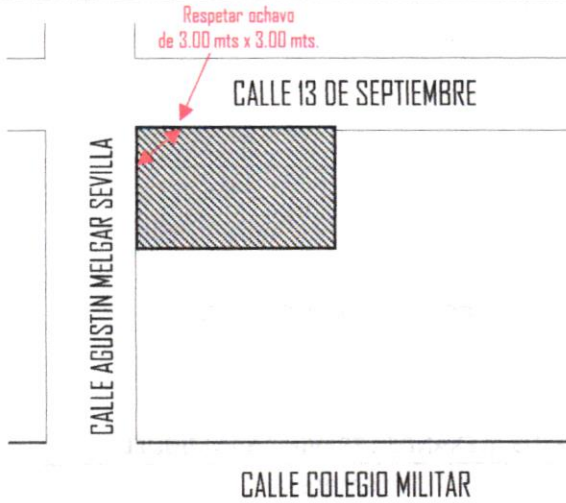 Respetar ochavo
de 3.00 mts x 3.00 mts.
CALLE 13 DE SEPTIEMBRE
CALLE AGUSTIN MELGAR SEVILLA
CALLE COLEGIO MILITAR